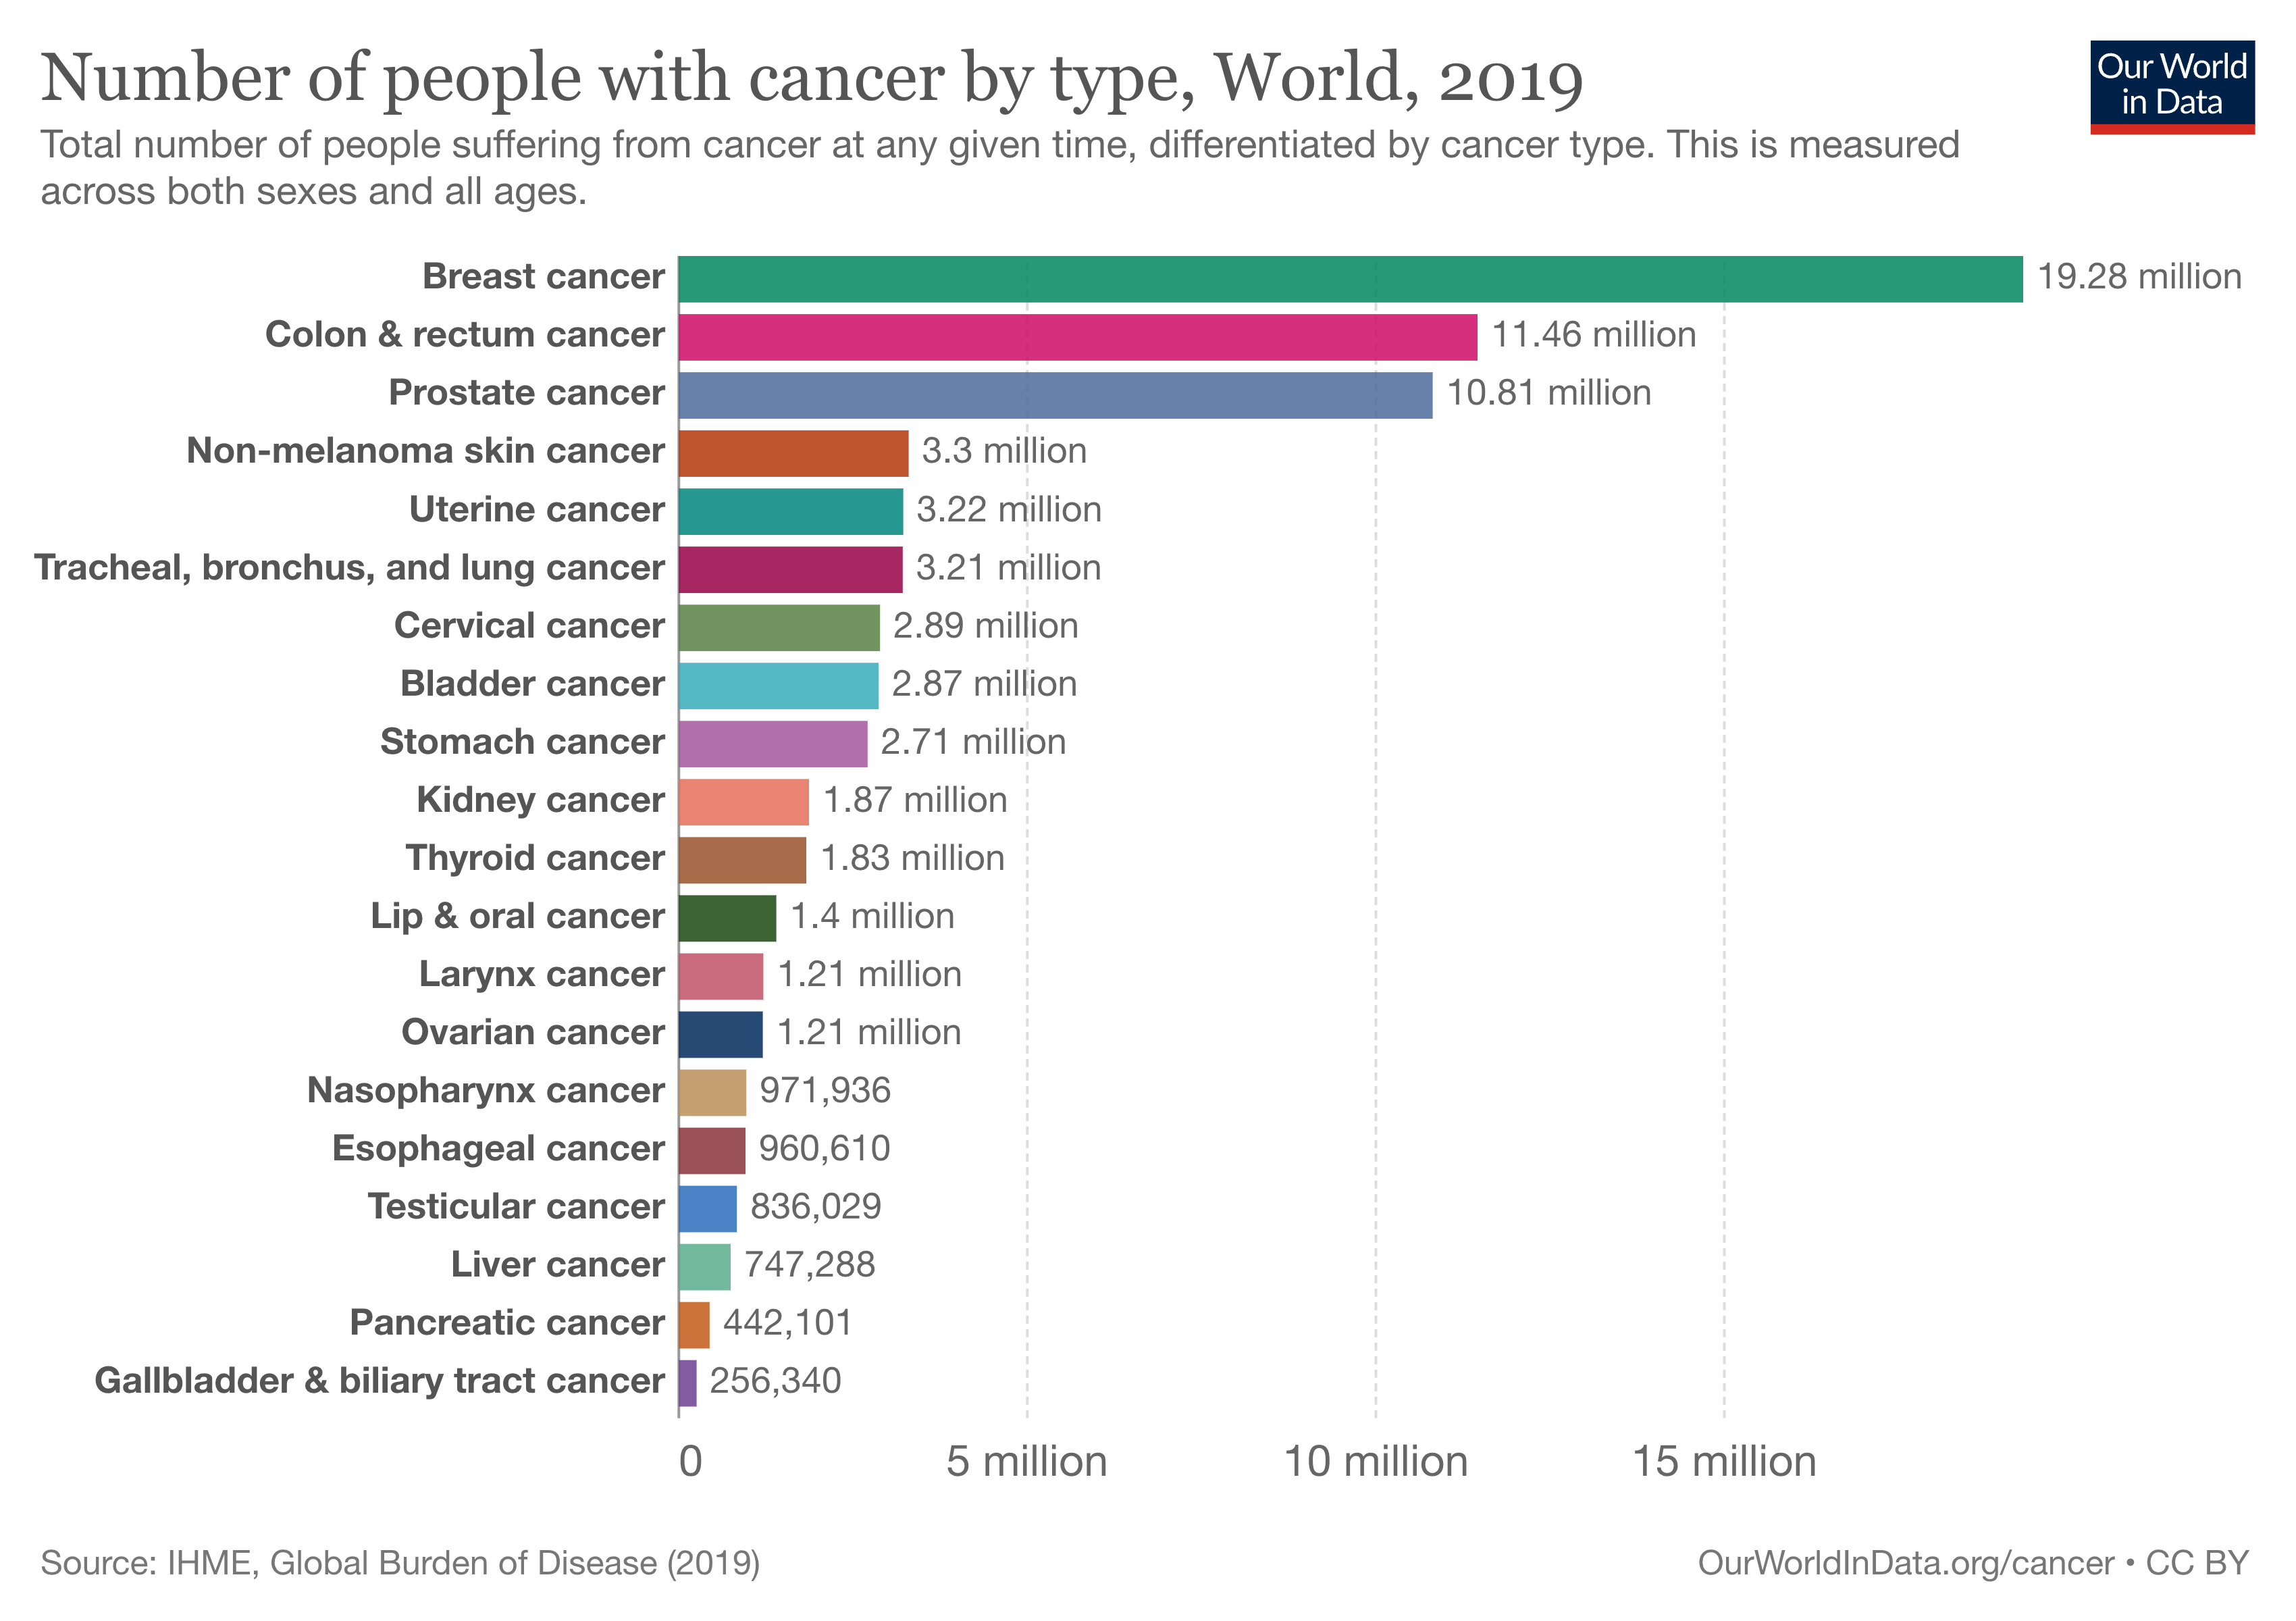 Number of people with cancer by type, World, 2019
Our World
in Data
Total number of people suffering from cancer at any given time, differentiated by cancer type. This is measured
across both sexes and all ages.
Breast cancer 19.28 million
Colon & rectum cancer 11.46 million
Prostate cancer 10.81 million
Non-melanoma skin cancer 3.3 million
Uterine cancer 3.22 million
Tracheal, bronchus, and lung cancer 3.21 million
Cervical cancer 2.89 million
Bladder cancer 2.87 million
Stomach cancer 2.71 million
Kidney cancer 1.87 million
Thyroid cancer 1.83 million
Lip & oral cancer 1.4 million
Larynx cancer 1.21 million
Ovarian cancer 1.21 million
Nasopharynx cancer 971,936
Esophageal cancer 960,610
Testicular cancer 836,029
Liver cancer 747,288
Pancreatic cancer 442,101
Gallbladder & biliary tract cancer 256,340
0 5 million 10 million 15 million
Source: IHME, Global Burden of Disease (2019) OurWorldInData.org/cancer • CC BY